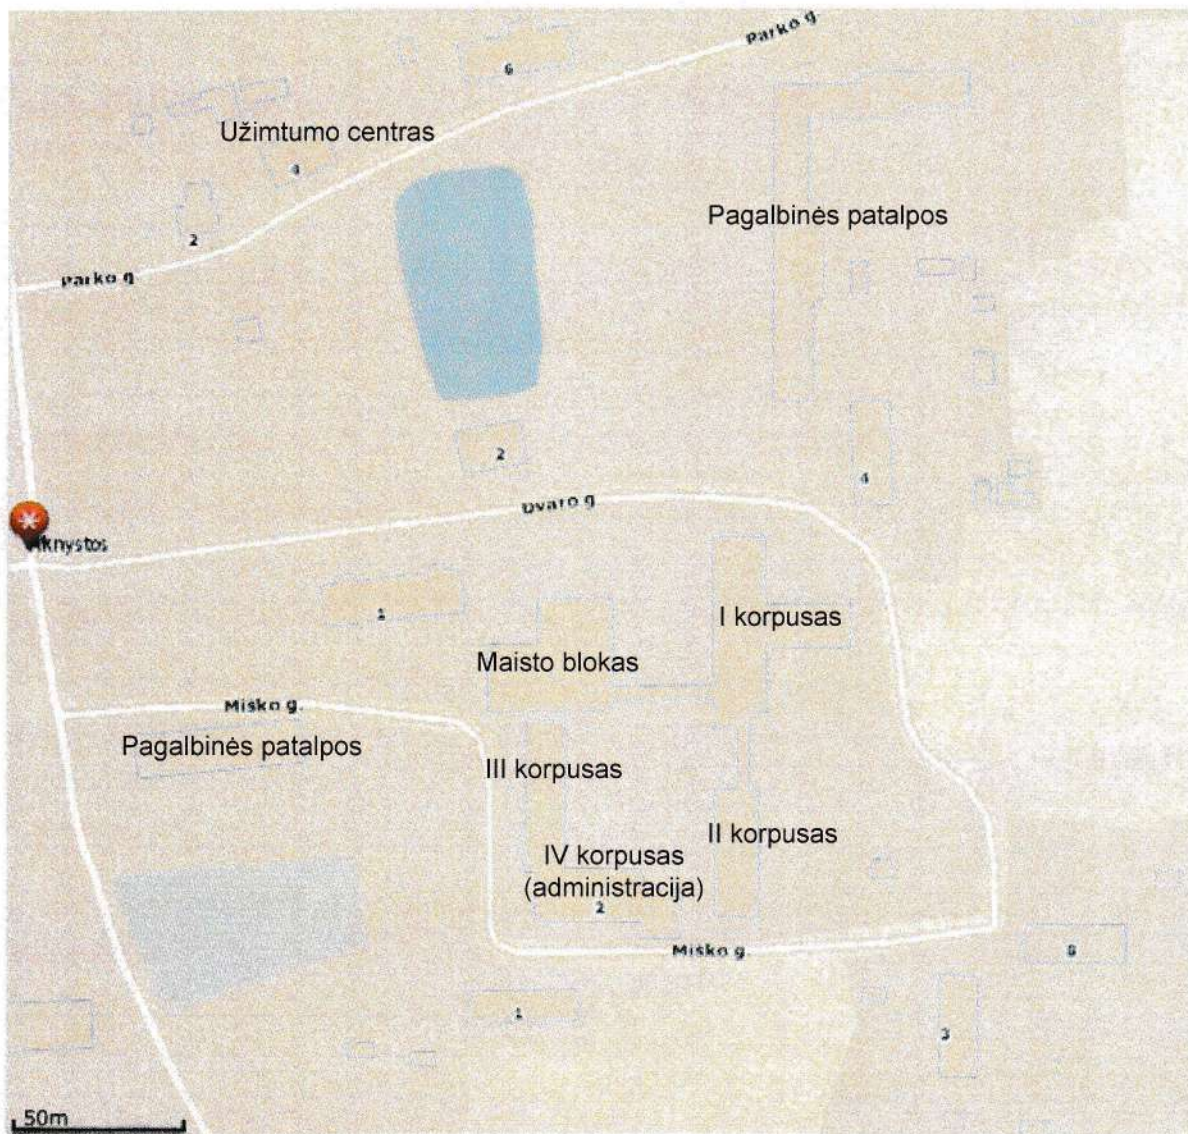 Parko g
6
Užimtumo centras
4
Pagalbinės patalpos
2
Parko g
2
4
Dvaro g
Aknystos
1
I korpusas
Maisto blokas
Miško g.
Pagalbinės patalpos
III korpusas
II korpusas
IV korpusas
(administracija)
2
Miško g
8
1
3
50m